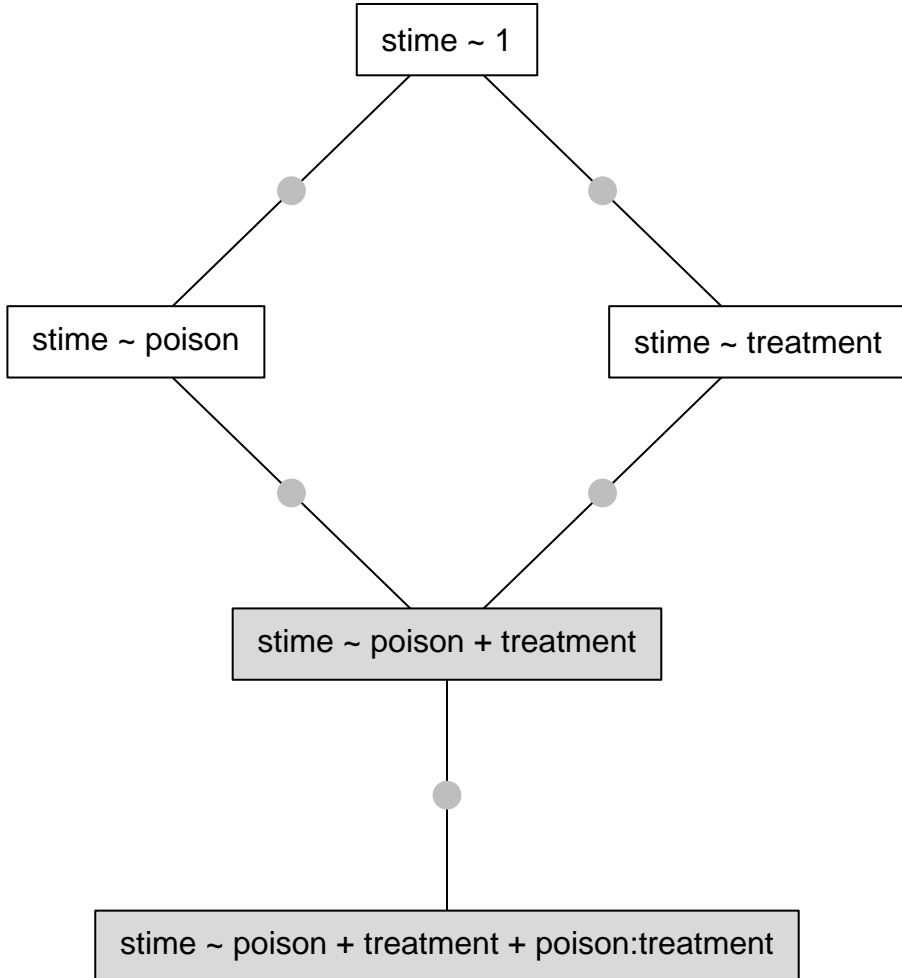 stime ~ 1
stime ~ poison
stime ~ treatment
stime ~ poison + treatment
stime ~ poison + treatment + poison:treatment